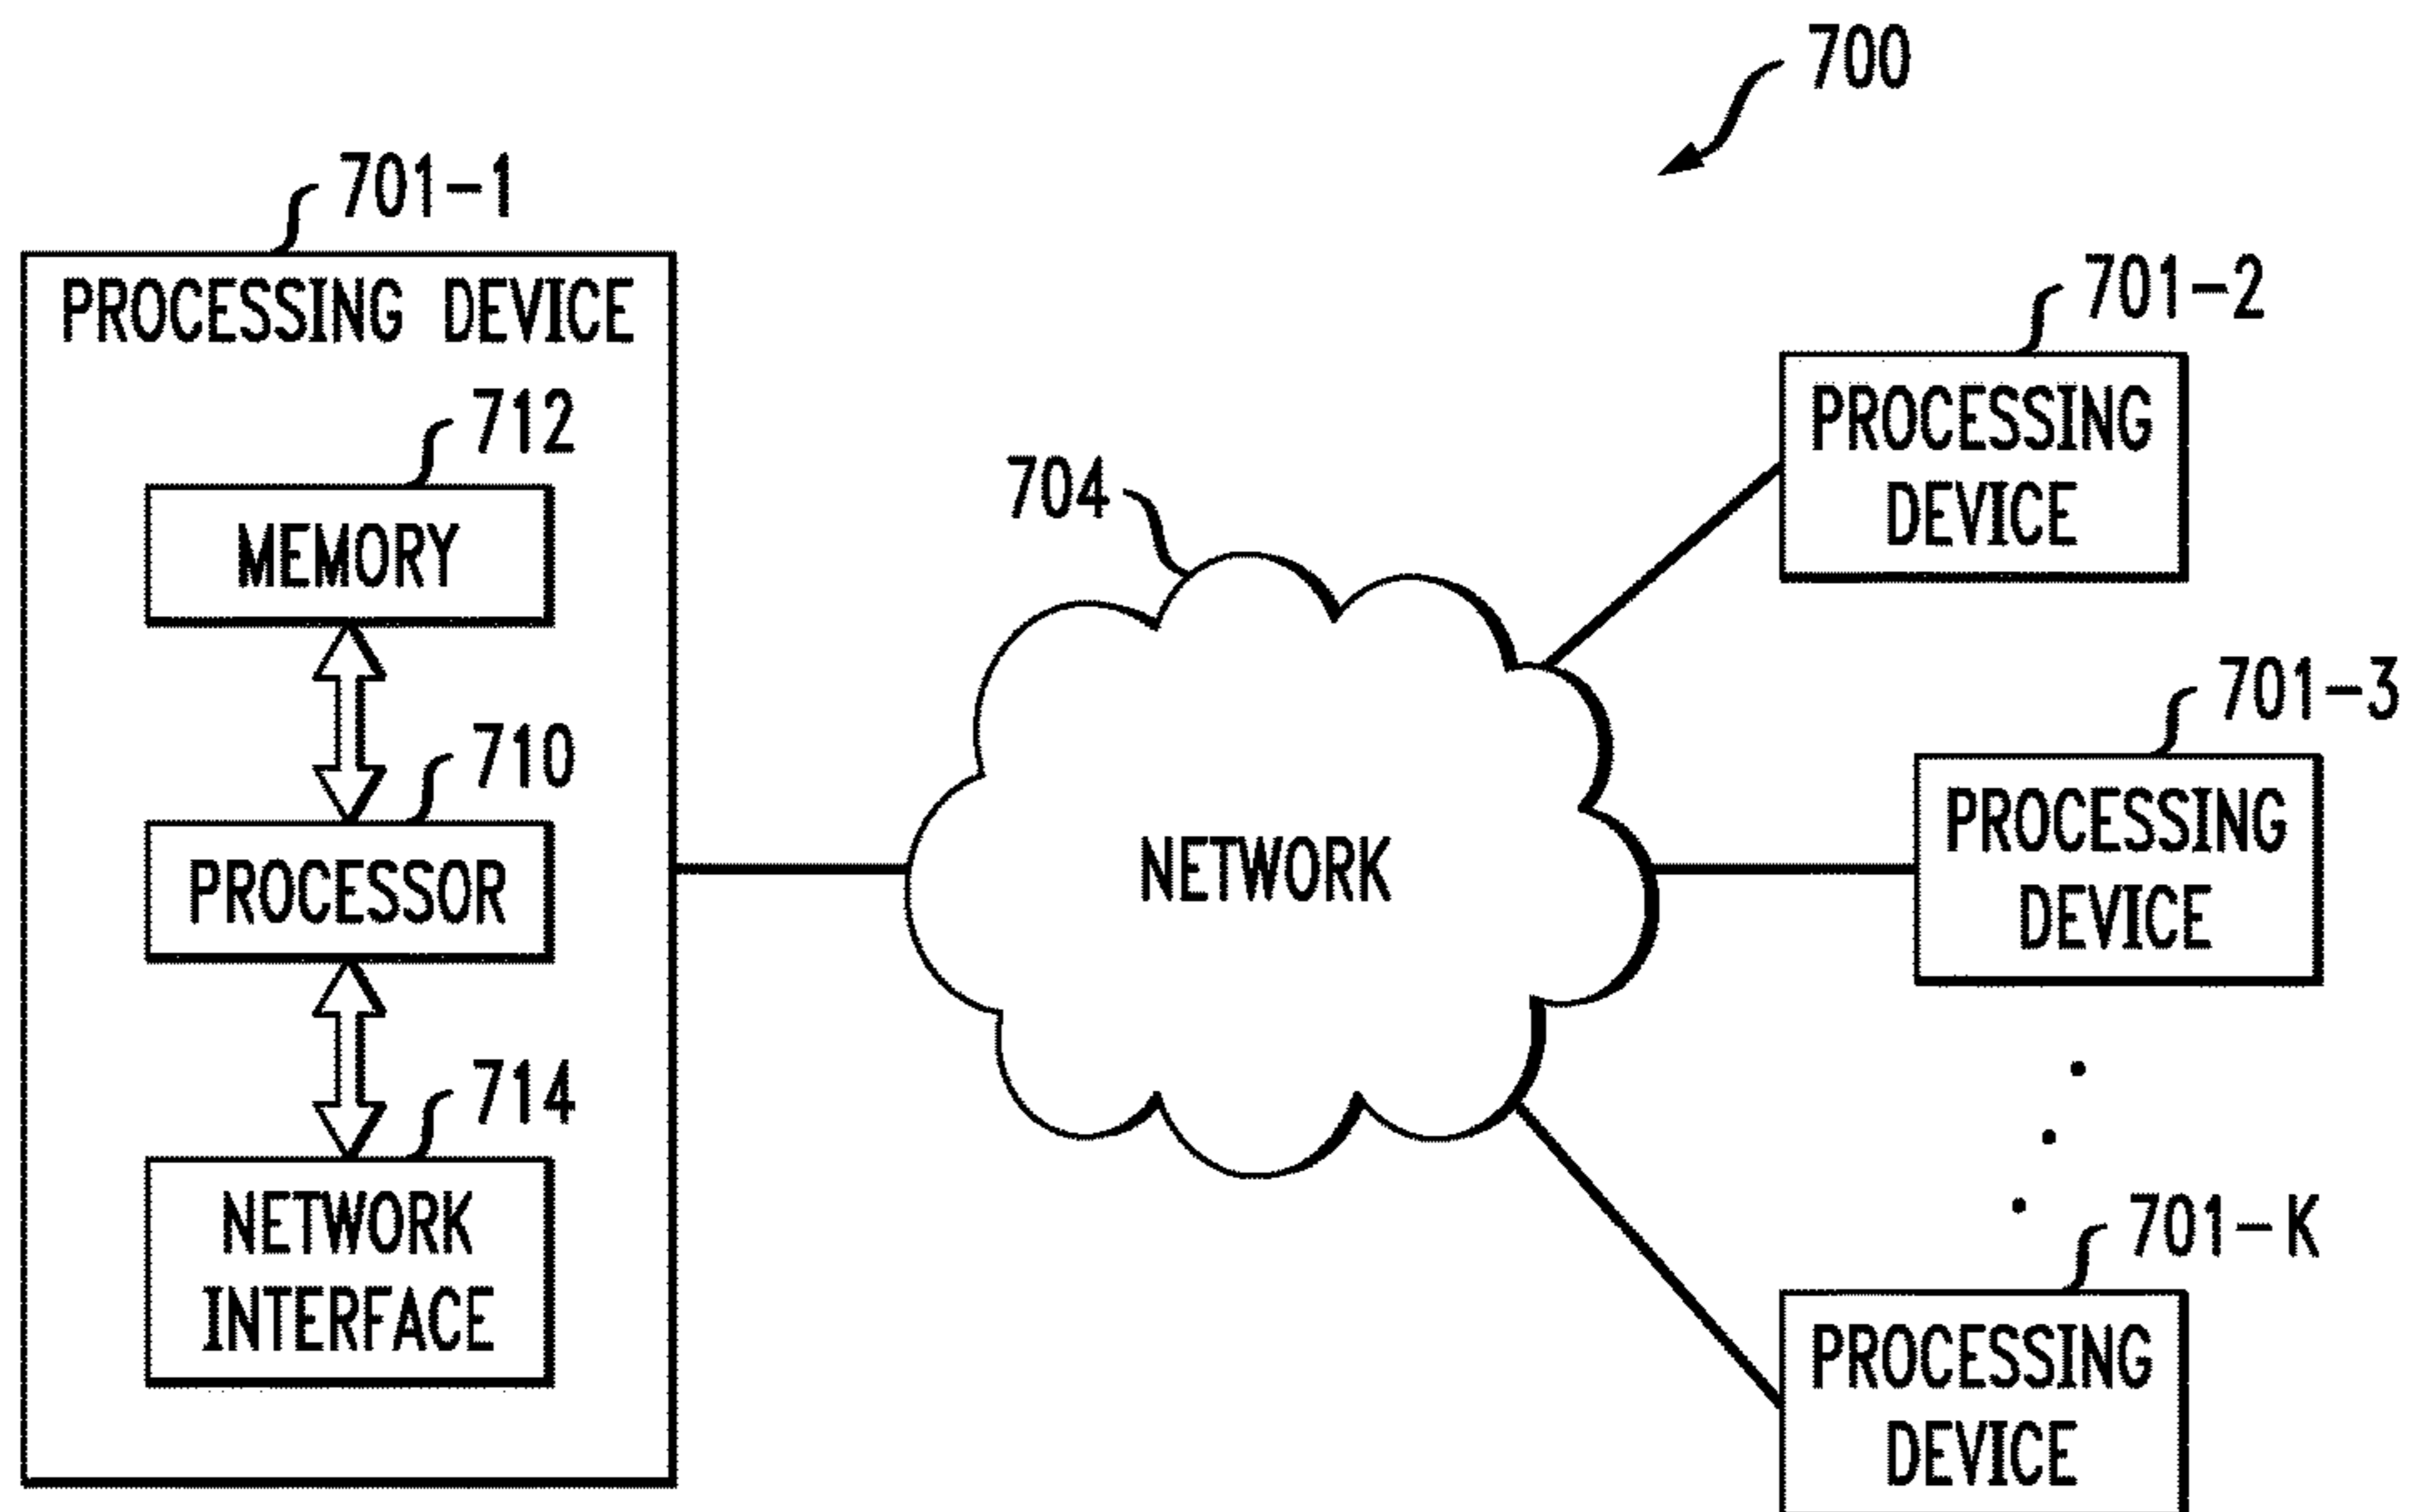 700
701-1
PROCESSING DEVICE
712
MEMORY
710
PROCESSOR
714
NETWORK
INTERFACE
704
NETWORK
701-2
PROCESSING
DEVICE
701-3
PROCESSING
DEVICE
701-K
PROCESSING
DEVICE